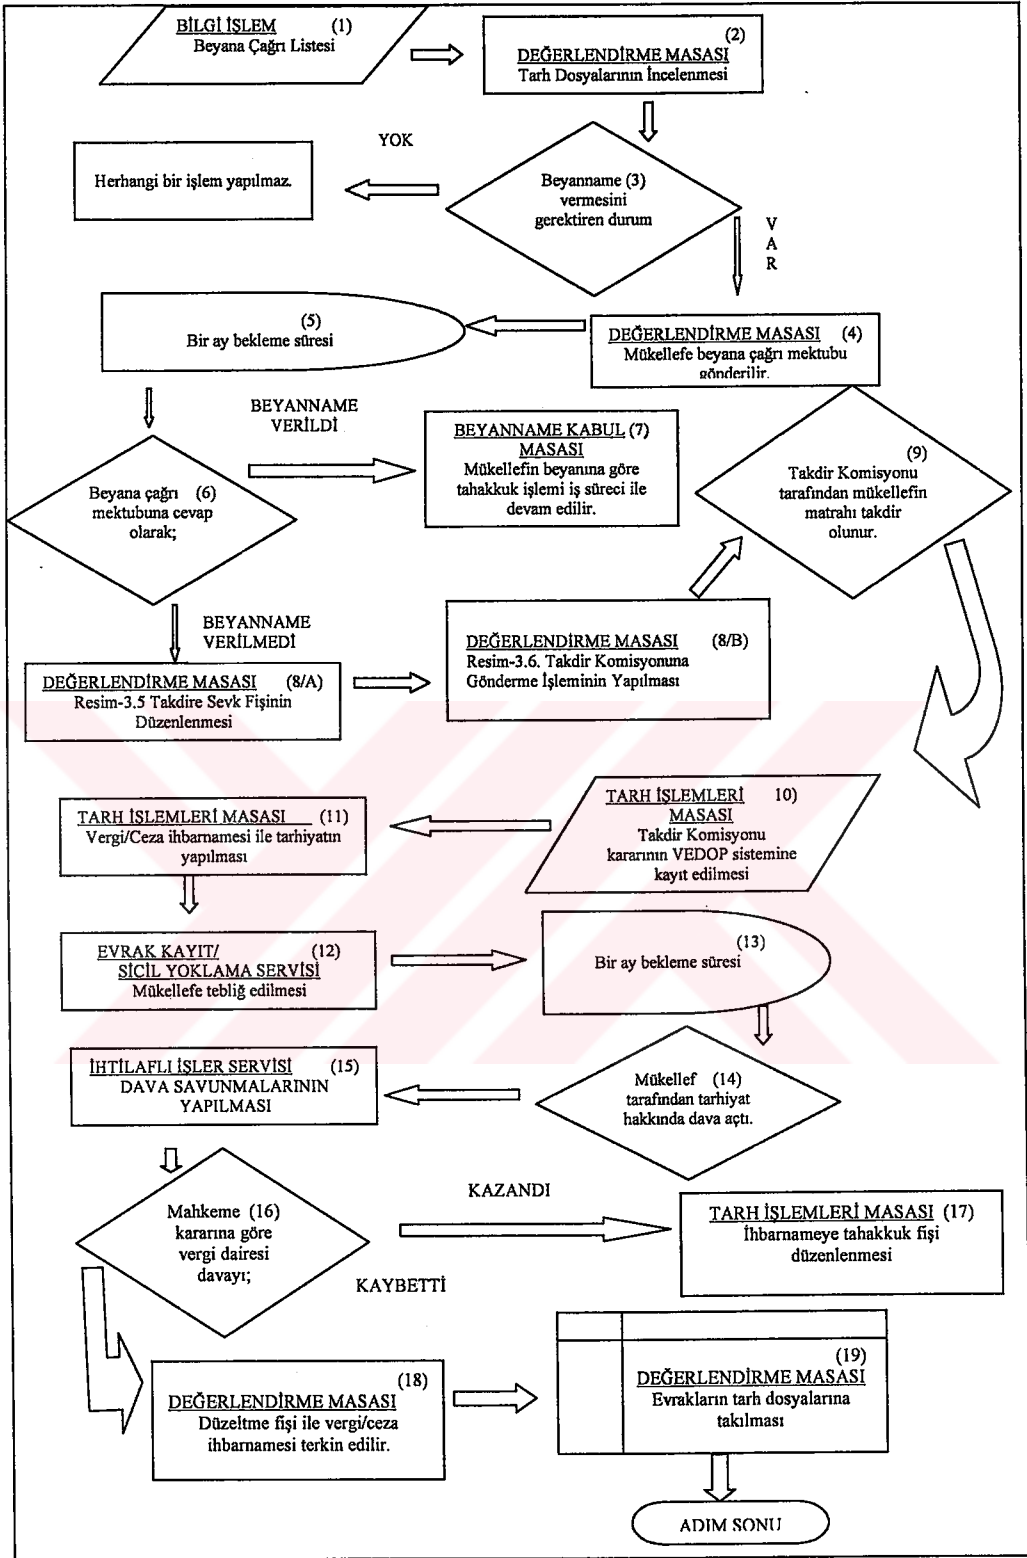 BİLGİ İŞLEM (1)
Beyana Çağrı Listesi
(2)
DEĞERLENDİRME MASASI
Tarh Dosyalarının İncelenmesi
YOK
Herhangi bir işlem yapılmaz.
Beyanname (3)
vermesini
gerektiren durum
V
A
R
(5)
Bir ay bekleme süresi
DEĞERLENDİRME MASASI (4)
Mükellefe beyana çağrı mektubu
gönderilir.
BEYANNAME
VERİLDİ
BEYANNAME KABUL (7)
MASASI
Mükellefin beyanına göre
tahakkuk işlemi iş süreci ile
devam edilir.
(9)
Takdir Komisyonu
tarafından mükellefin
matrahı takdir
olunur.
Beyana çağrı (6)
mektubuna cevap
olarak;
BEYANNAME
VERİLMEDİ
DEĞERLENDİRME MASASI (8/A)
Resim-3.5 Takdire Sevk Fişinin
Düzenlenmesi
DEĞERLENDİRME MASASI (8/B)
Resim-3.6. Takdir Komisyonuna
Gönderme İşleminin Yapılması
TARH İŞLEMLERİ 10)
MASASI
Takdir Komisyonu
kararının VEDOP sistemine
kayıt edilmesi
TARH İŞLEMLERİ MASASI (11)
Vergi/Ceza ihbarnamesi ile tarhiyatın
yapılması
EVRAK KAYIT/ (12)
SİCİL YOKLAMA SERVİSİ
Mükellefe tebliğ edilmesi
(13)
Bir ay bekleme süresi
Mükellef (14)
tarafından tarhiyat
hakkında dava açtı.
İHTİLAFLI İŞLER SERVİSİ (15)
DAVA SAVUNMALARININ
YAPILMASI
Mahkeme (16)
kararına göre
vergi dairesi
davayı;
KAZANDI
TARH İŞLEMLERİ MASASI (17)
İhbarnameye tahakkuk fişi
düzenlenmesi
KAYBETTİ
(18)
DEĞERLENDİRME MASASI
Düzeltme fişi ile vergi/ceza
ihbarnamesi terkin edilir.
(19)
DEĞERLENDİRME MASASI
Evrakların tarh dosyalarına
takılması
ADIM SONU